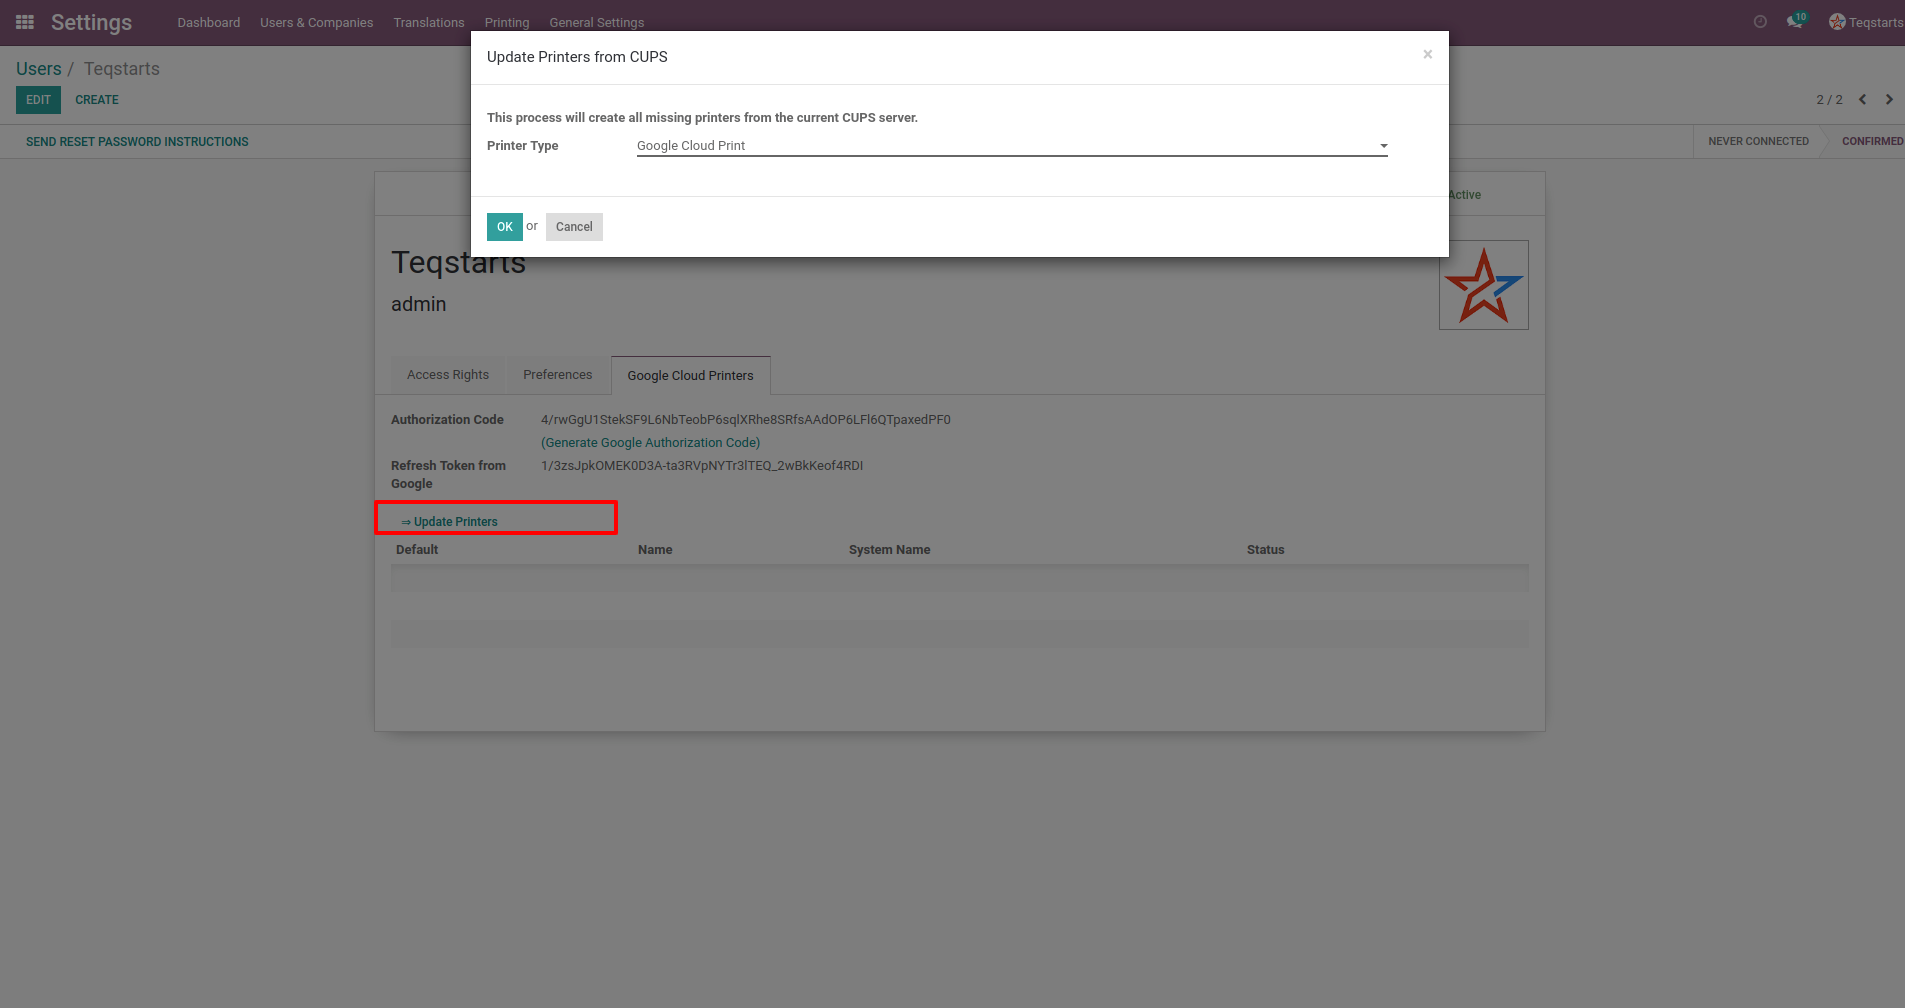 Settings Dashboard Users & Companies Translations Printing General Settings 10 Teqstarts
Users / Teqstarts
EDIT CREATE
2 / 2
SEND RESET PASSWORD INSTRUCTIONS
NEVER CONNECTED CONFIRMED
Update Printers from CUPS ×
This process will create all missing printers from the current CUPS server.
Printer Type Google Cloud Print
OK or Cancel
Active
Teqstarts
admin
Access Rights Preferences Google Cloud Printers
Authorization Code 4/rwGgU1StekSF9L6NbTeobP6sqlXRhe8SRfsAAdOP6LFl6QTpaxedPF0
(Generate Google Authorization Code)
Refresh Token from 1/3zsJpkOMEK0D3A-ta3RVpNYTr3lTEQ_2wBkKeof4RDI
Google
⇒ Update Printers
Default Name System Name Status